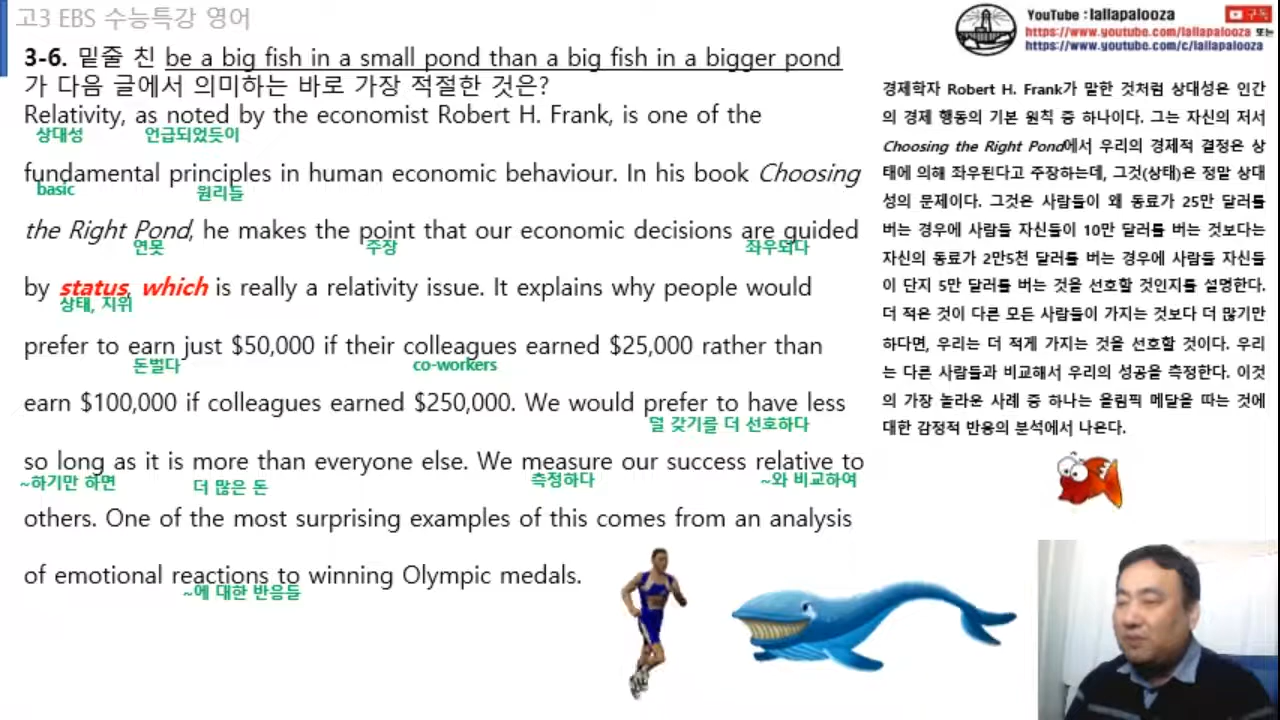 고3 EBS 수능특강 영어
3-6. 밑줄 친 be a big fish in a small pond than a big fish in a bigger pond
가 다음 글에서 의미하는 바로 가장 적절한 것은?
Relativity, as noted by the economist Robert H. Frank, is one of the
상대성 언급되었듯이
fundamental principles in human economic behaviour. In his book Choosing
basic 원리들
the Right Pond, he makes the point that our economic decisions are guided
연못 주장 좌우되다
by status, which is really a relativity issue. It explains why people would
상태, 지위
prefer to earn just $50,000 if their colleagues earned $25,000 rather than
돈벌다 co-workers
earn $100,000 if colleagues earned $250,000. We would prefer to have less
덜 갖기를 더 선호하다
so long as it is more than everyone else. We measure our success relative to
~하기만 하면 더 많은 돈 측정하다 ~와 비교하여
others. One of the most surprising examples of this comes from an analysis
of emotional reactions to winning Olympic medals.
~에 대한 반응들
YouTube : lallapalooza 구독
https://www.youtube.com/lallapalooza 또는
https://www.youtube.com/c/lallapalooza
경제학자 Robert H. Frank가 말한 것처럼 상대성은 인간
의 경제 행동의 기본 원칙 중 하나이다. 그는 자신의 저서
Choosing the Right Pond에서 우리의 경제적 결정은 상
태에 의해 좌우된다고 주장하는데, 그것(상태)은 정말 상대
성의 문제이다. 그것은 사람들이 왜 동료가 25만 달러를
버는 경우에 사람들 자신들이 10만 달러를 버는 것보다는
자신의 동료가 2만5천 달러를 버는 경우에 사람들 자신들
이 단지 5만 달러를 버는 것을 선호할 것인지를 설명한다.
더 적은 것이 다른 모든 사람들이 가지는 것보다 더 많기만
하다면, 우리는 더 적게 가지는 것을 선호할 것이다. 우리
는 다른 사람들과 비교해서 우리의 성공을 측정한다. 이것
의 가장 놀라운 사례 중 하나는 올림픽 메달을 따는 것에
대한 감정적 반응의 분석에서 나온다.